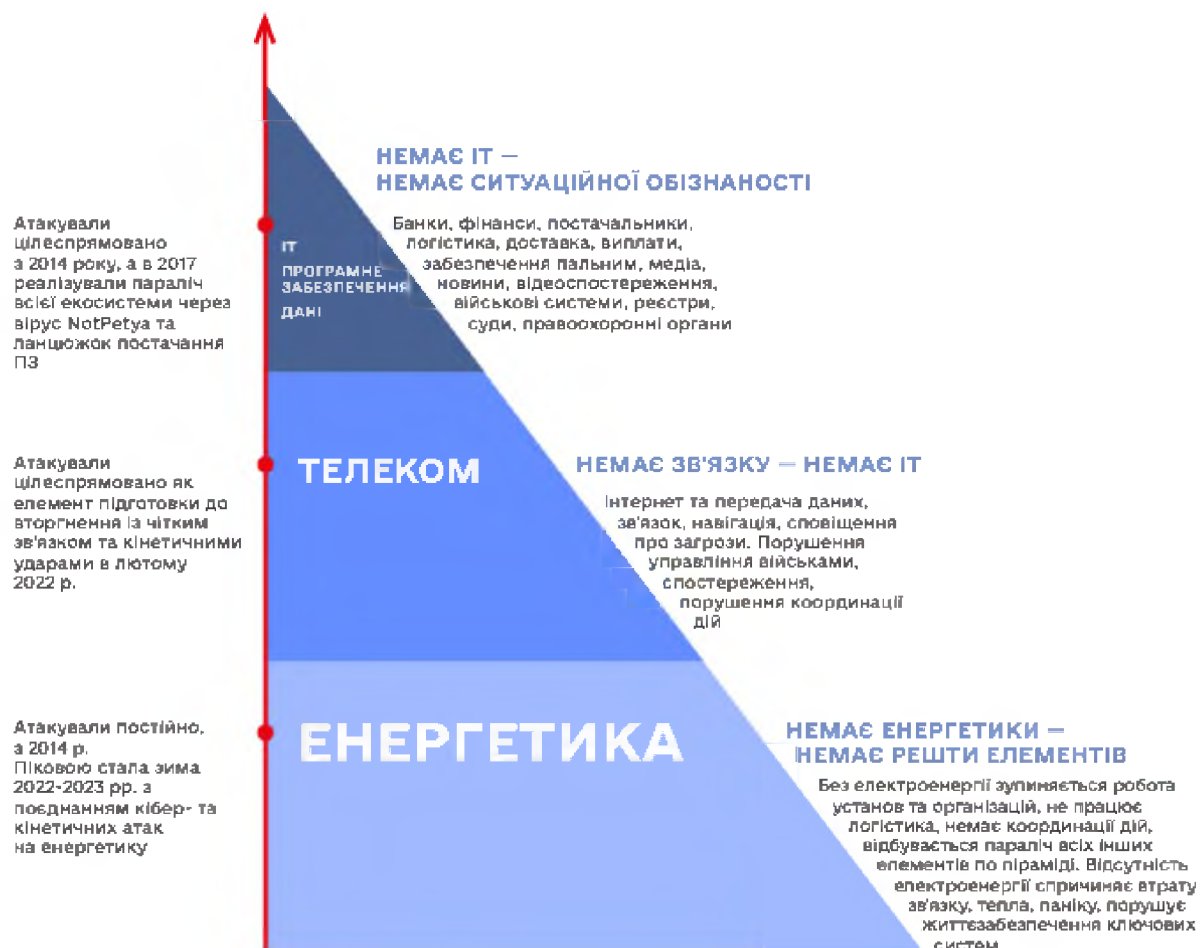 НЕМАЄ ІТ —
НЕМАЄ СИТУАЦІЙНОЇ ОБІЗНАНОСТІ
Атакували
цілеспрямовано
з 2014 року, а в 2017
реалізували параліч
всієї екосистеми через
вірус NotPetya та
ланцюжок постачання
ПЗ
ІТ
ПРОГРАМНЕ
ЗАБЕЗПЕЧЕННЯ
ДАНІ
Банки, фінанси, постачальники,
логістика, доставка, виплати,
забезпечення пальним, медіа,
новини, відеоспостереження,
військові системи, реєстри,
суди, правоохоронні органи
Атакували
цілеспрямовано як
елемент підготовки до
вторгнення із чітким
зв'язком та кінетичними
ударами в лютому
2022 р.
ТЕЛЕКОМ
НЕМАЄ ЗВ'ЯЗКУ — НЕМАЄ ІТ
Інтернет та передача даних,
зв'язок, навігація, сповіщення
про загрози. Порушення
управління військами,
спостереження,
порушення координації
дій
Атакували постійно,
з 2014 р.
Піковою стала зима
2022-2023 рр. з
поєднанням кібер- та
кінетичних атак
на енергетику
ЕНЕРГЕТИКА
НЕМАЄ ЕНЕРГЕТИКИ —
НЕМАЄ РЕШТИ ЕЛЕМЕНТІВ
Без електроенергії зупиняється робота
установ та організацій, не працює
логістика, немає координації дій,
відбувається параліч всіх інших
елементів по піраміді. Відсутність
електроенергії спричиняє втрату
зв'язку, тепла, паніку, порушує
життєзабезпечення ключових
систем